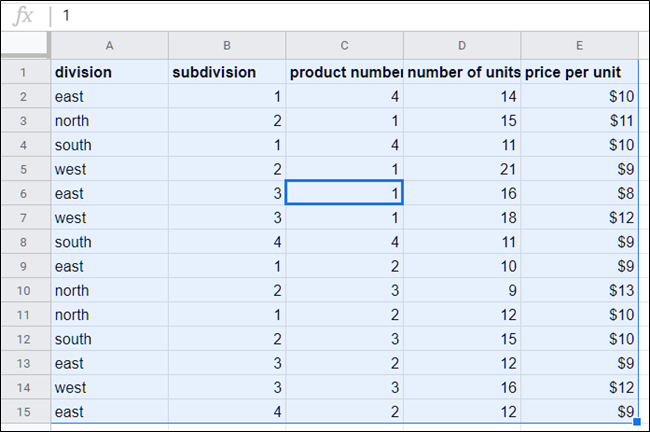 fx 1
A B C D E
1 division subdivision product number number of units price per unit
2 east 1 4 14 $10
3 north 2 1 15 $11
4 south 1 4 11 $10
5 west 2 1 21 $9
6 east 3 1 16 $8
7 west 3 1 18 $12
8 south 4 4 11 $9
9 east 1 2 10 $9
10 north 2 3 9 $13
11 north 1 2 12 $10
12 south 2 3 15 $10
13 east 3 2 12 $9
14 west 3 3 16 $12
15 east 4 2 12 $9